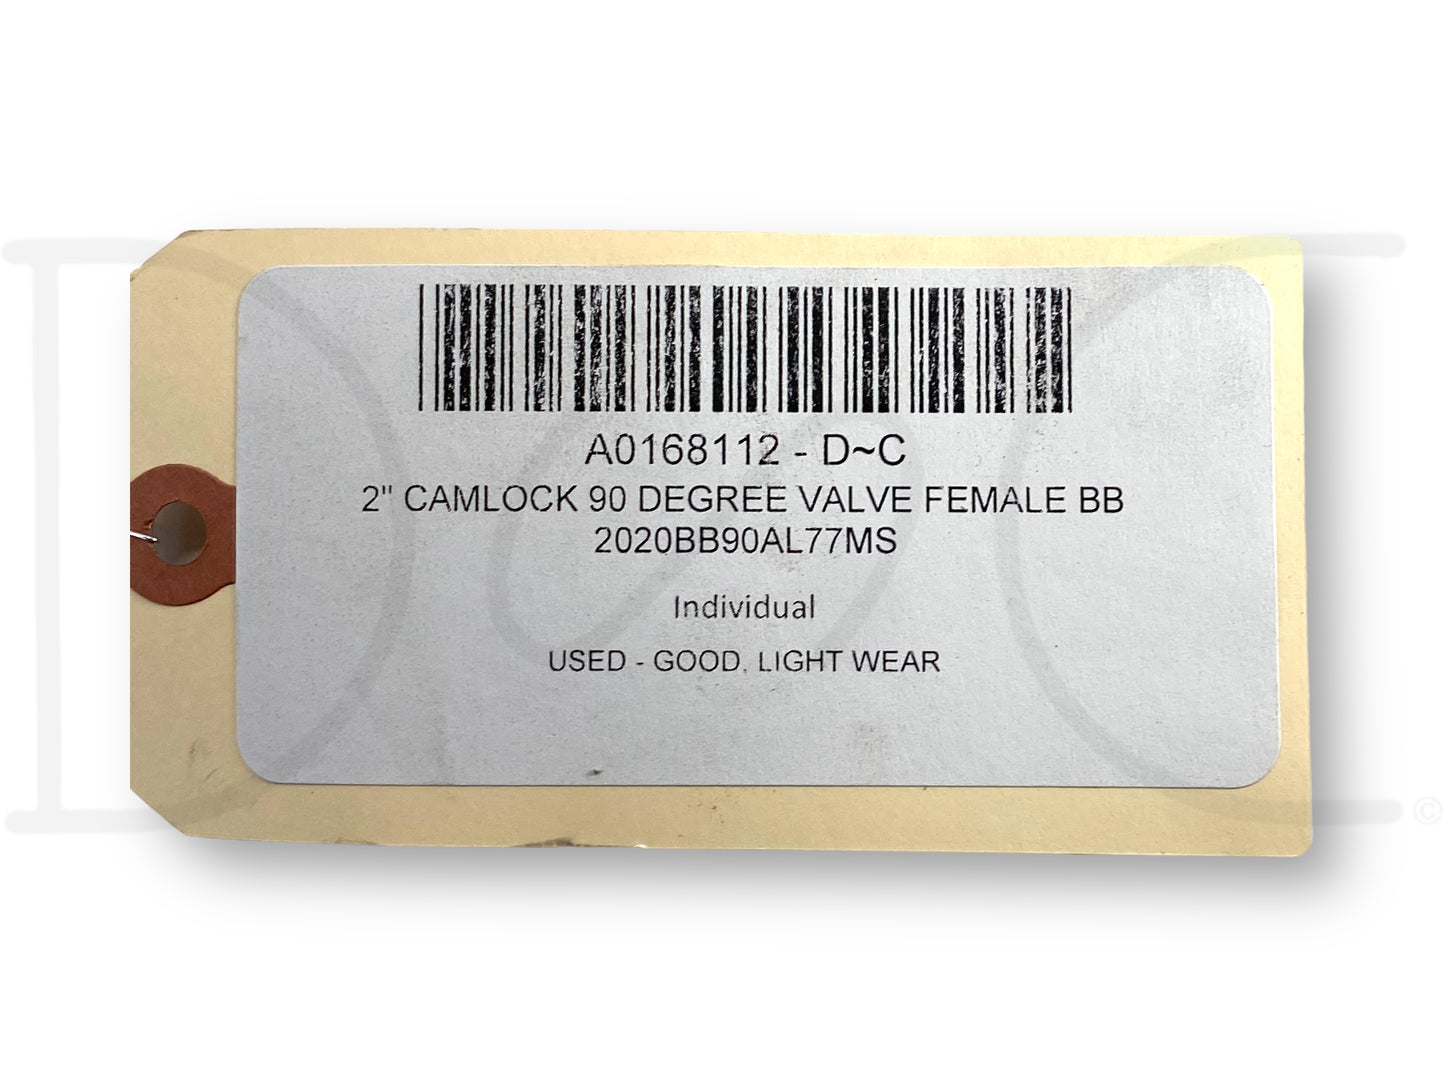 A0168112 - D~C
2" CAMLOCK 90 DEGREE VALVE FEMALE BB
2020BB90AL77MS
Individual
USED - GOOD, LIGHT WEAR
©